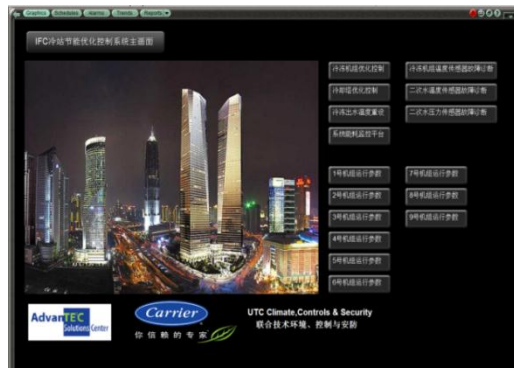 Graphics Schedules Alarms Trends Reports
IFC冷站节能优化控制系统主画面
冷冻机组优化控制
冷冻机组温度传感器故障诊断
冷却塔优化控制
二次水温度传感器故障诊断
冷冻出水温度重设
二次水压力传感器故障诊断
系统能耗监控平台
1号机组运行参数
7号机组运行参数
2号机组运行参数
8号机组运行参数
3号机组运行参数
9号机组运行参数
4号机组运行参数
5号机组运行参数
6号机组运行参数
AdvanTEC
Solutions Center
Carrier
你信赖的专家
UTC Climate,Controls & Security
联合技术环境、控制与安防